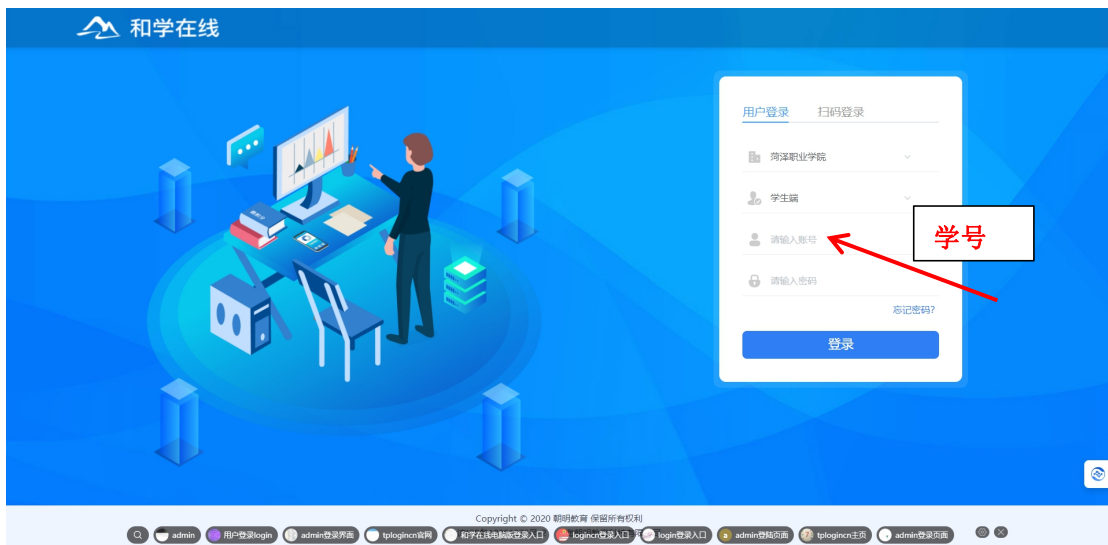 和学在线
用户登录 扫码登录
菏泽职业学院
学生端
请输入账号
学号
请输入密码
忘记密码?
登录
Copyright © 2020 朝明教育 保留所有权利
admin 用户登录login admin登录界面 tplogincn官网 和学在线电脑版登录入口 logincn登录入口 login登录入口 admin登陆页面 tplogincn主页 admin登录页面